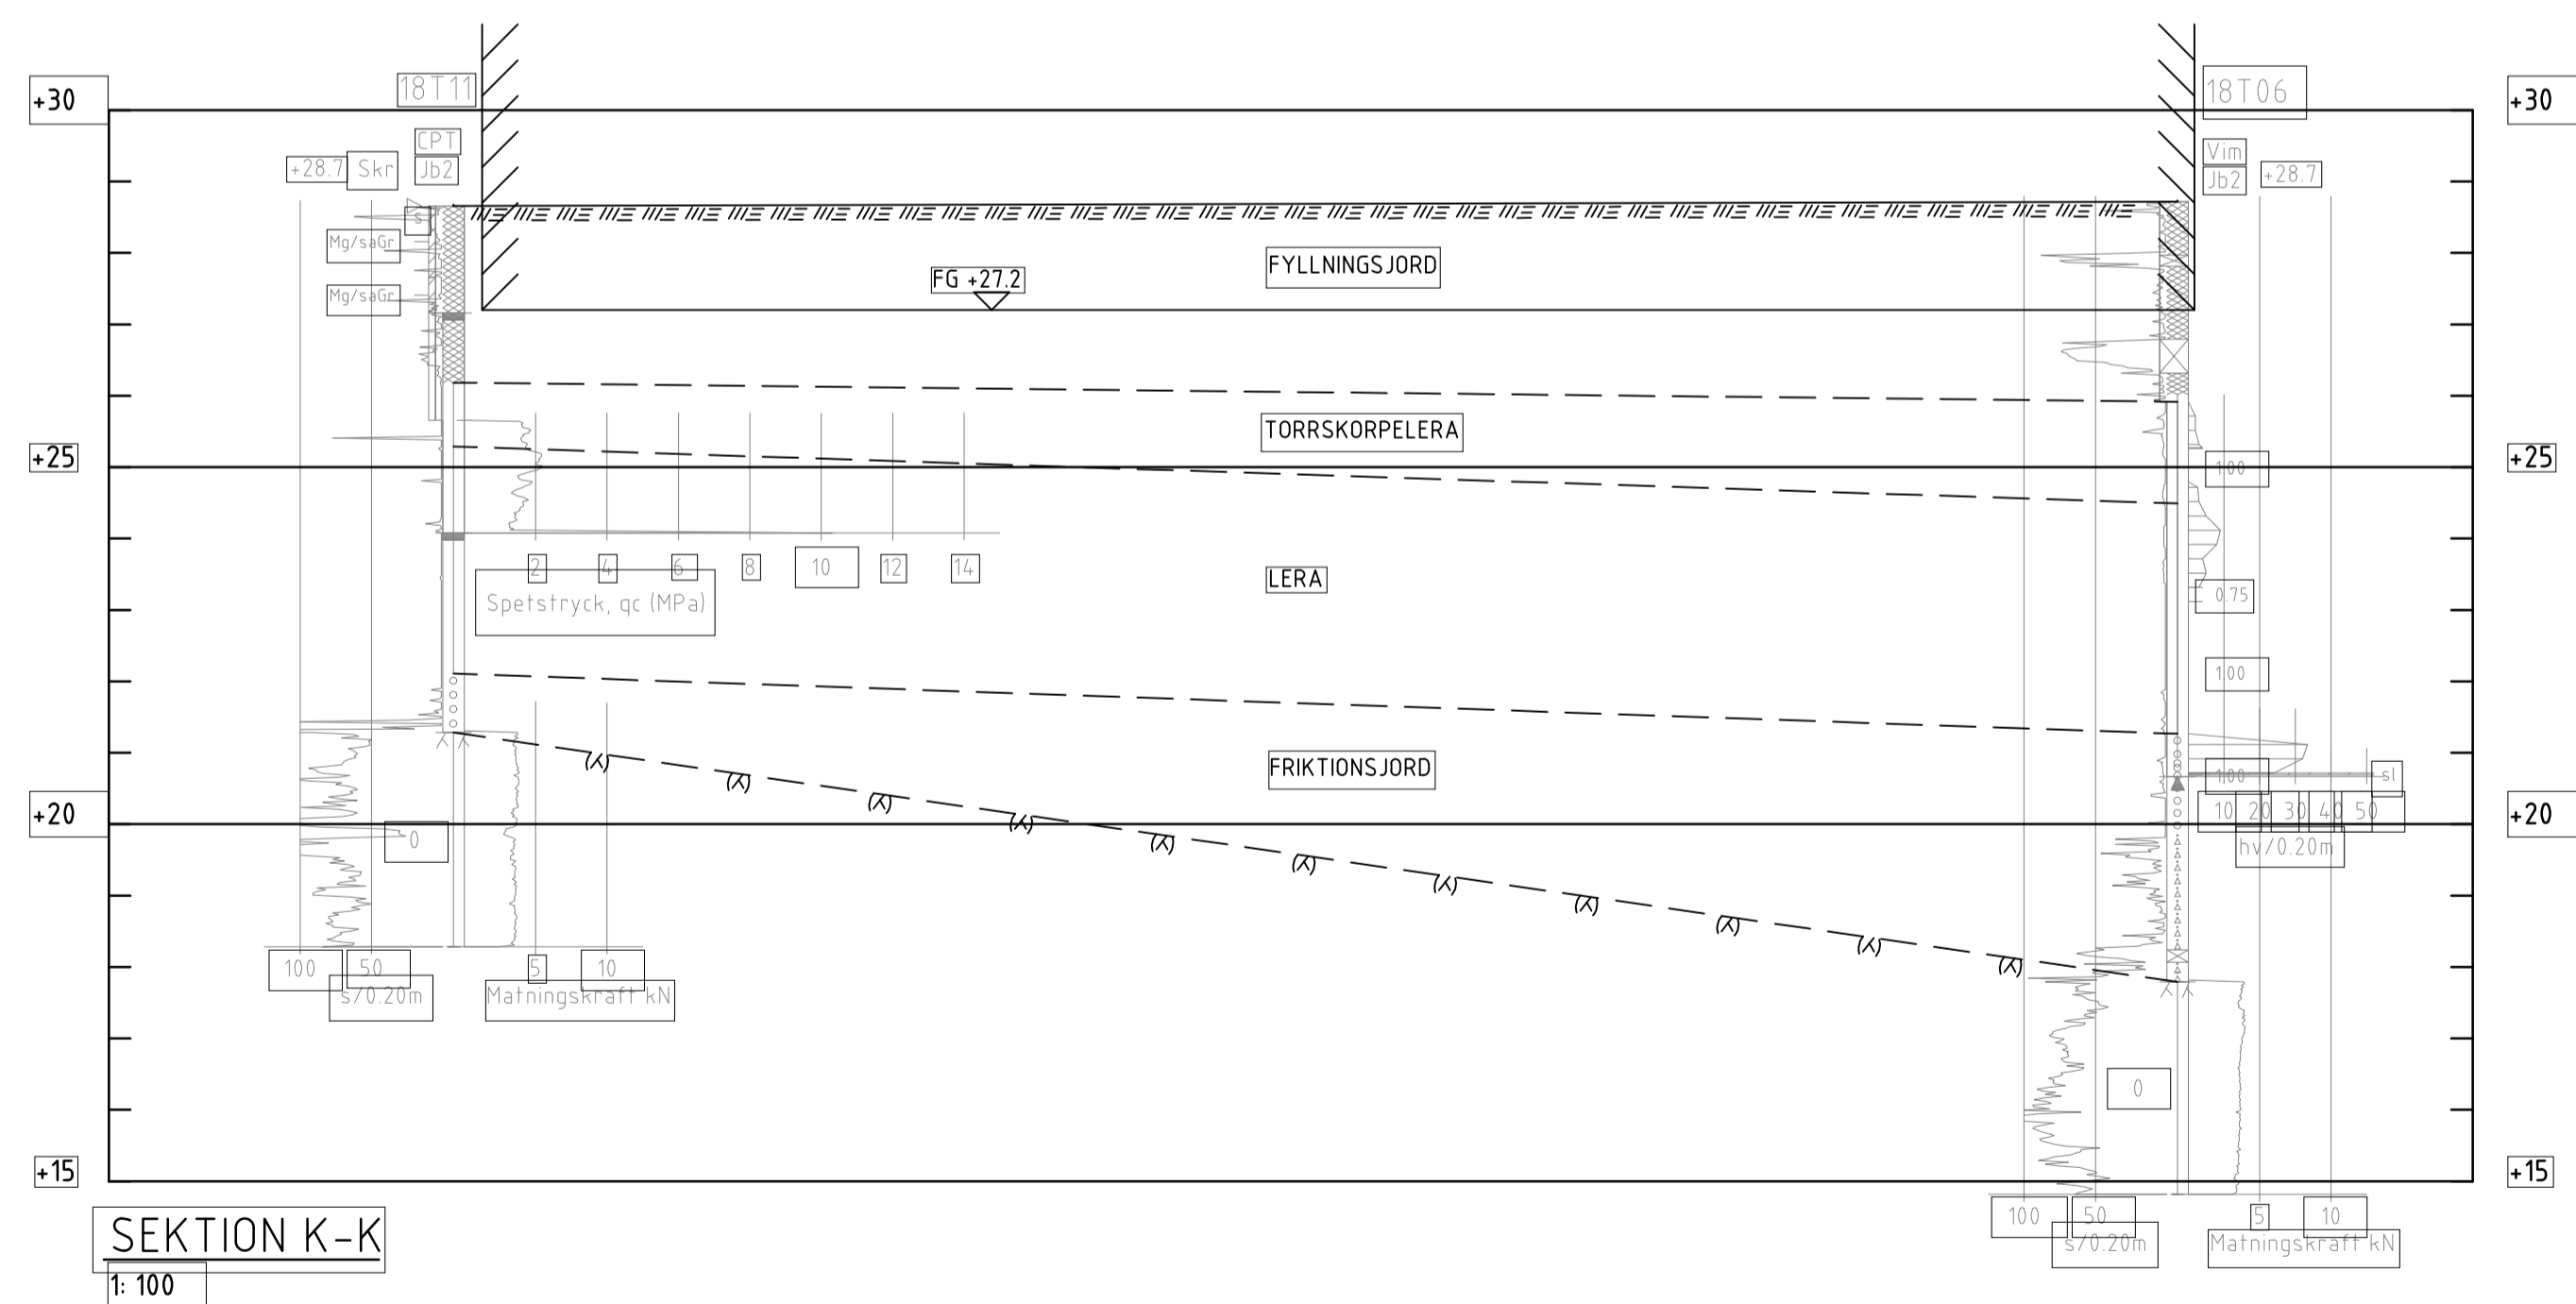 18T11
18T06
+30
+30
CPT
Vim
+28.7 Skr Jb2
Jb2 +28.7
s
Mg/saGr
FYLLNINGSJORD
FG +27.2
Mg/saGr
TORRSKORPELERA
+25
+25
100
2 4 6 8 10 12 14
LERA
Spetstryck, qc (MPa)
0.75
100
FRIKTIONSJORD
100
sl
+20
+20
10 20 30 40 50
0
hv/0.20m
100 50
5 10
s/0.20m
Matningskraft kN
0
+15
+15
100 50
5 10
s/0.20m
Matningskraft kN
SEKTION K-K
1: 100